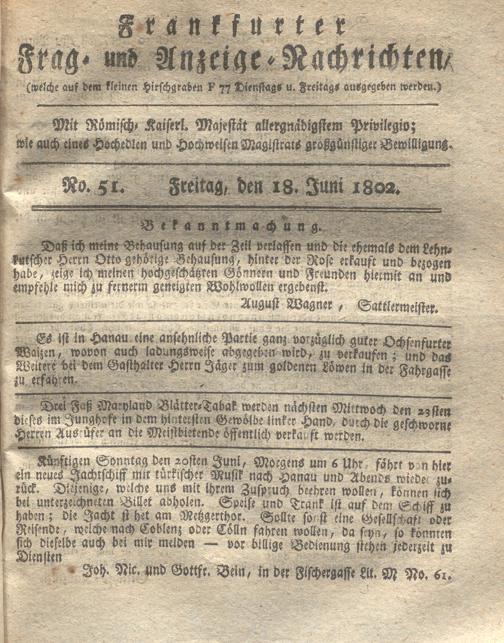 Frankfurter
Frag- und Anzeige-Nachrichten,
(welche auf dem kleinen Hirschgraben F 77 Dienstags u. Freitags ausgegeben werden.)
Mit Römisch-Kaiserl. Majestät allergnädigstem Privilegio;
wie auch eines Hochedlen und Hochweisen Magistrats großgünstiger Bewilligung.
No. 51. Freitag, den 18. Juni 1802.
Bekanntmachung.
Daß ich meine Behausung auf der Zeil verlassen und die ehemals dem Lehn-
kutscher Herrn Otto gehörige Behausung, hinter der Rose erkauft und bezogen
habe, zeige ich meinen hochgeschätzten Gönnern und Freunden hiermit an und
empfehle mich zu fernerm geneigten Wohlwollen ergebenst.
August Wagner, Sattlermeister.
Es ist in Hanau eine ansehnliche Partie ganz vorzüglich guter Ochsenfurter
Waizen, wovon auch ladungsweise abgegeben wird, zu verkaufen; und das
Weitere bei dem Gasthalter Herrn Jäger zum goldenen Löwen in der Fahrgasse
zu erfahren.
Drei Faß Maryland Blätter-Tabak werden nächsten Mittwoch den 23sten
dieses im Junghofe in dem hintersten Gewölbe linker Hand, durch die geschworne
Herren Ausrüfer an die Meistbietende öffentlich verkauft werden.
Künftigen Sonntag den 20sten Juni, Morgens um 6 Uhr, fährt von hier
ein neues Jachtschiff mit türkischer Musik nach Hanau und Abends wieder zu-
rück. Diejenige, welche uns mit ihrem Zuspruch beehren wollen, können sich
bei unterzeichneten Billet abholen. Speise und Trank ist auf dem Schiff zu
haben; die Jacht ist het am Metzgerthor. Sollte sonst eine Gesellschaft oder
Reisende, welche nach Coblenz oder Cölln fahren wollen, da seyn, so könnten
sich dieselbe auch bei mir melden — vor billige Bedienung stehen jederzeit zu
Diensten
Joh. Nic. und Gottfr. Bein, in der Fischergasse Lit. M No. 61.